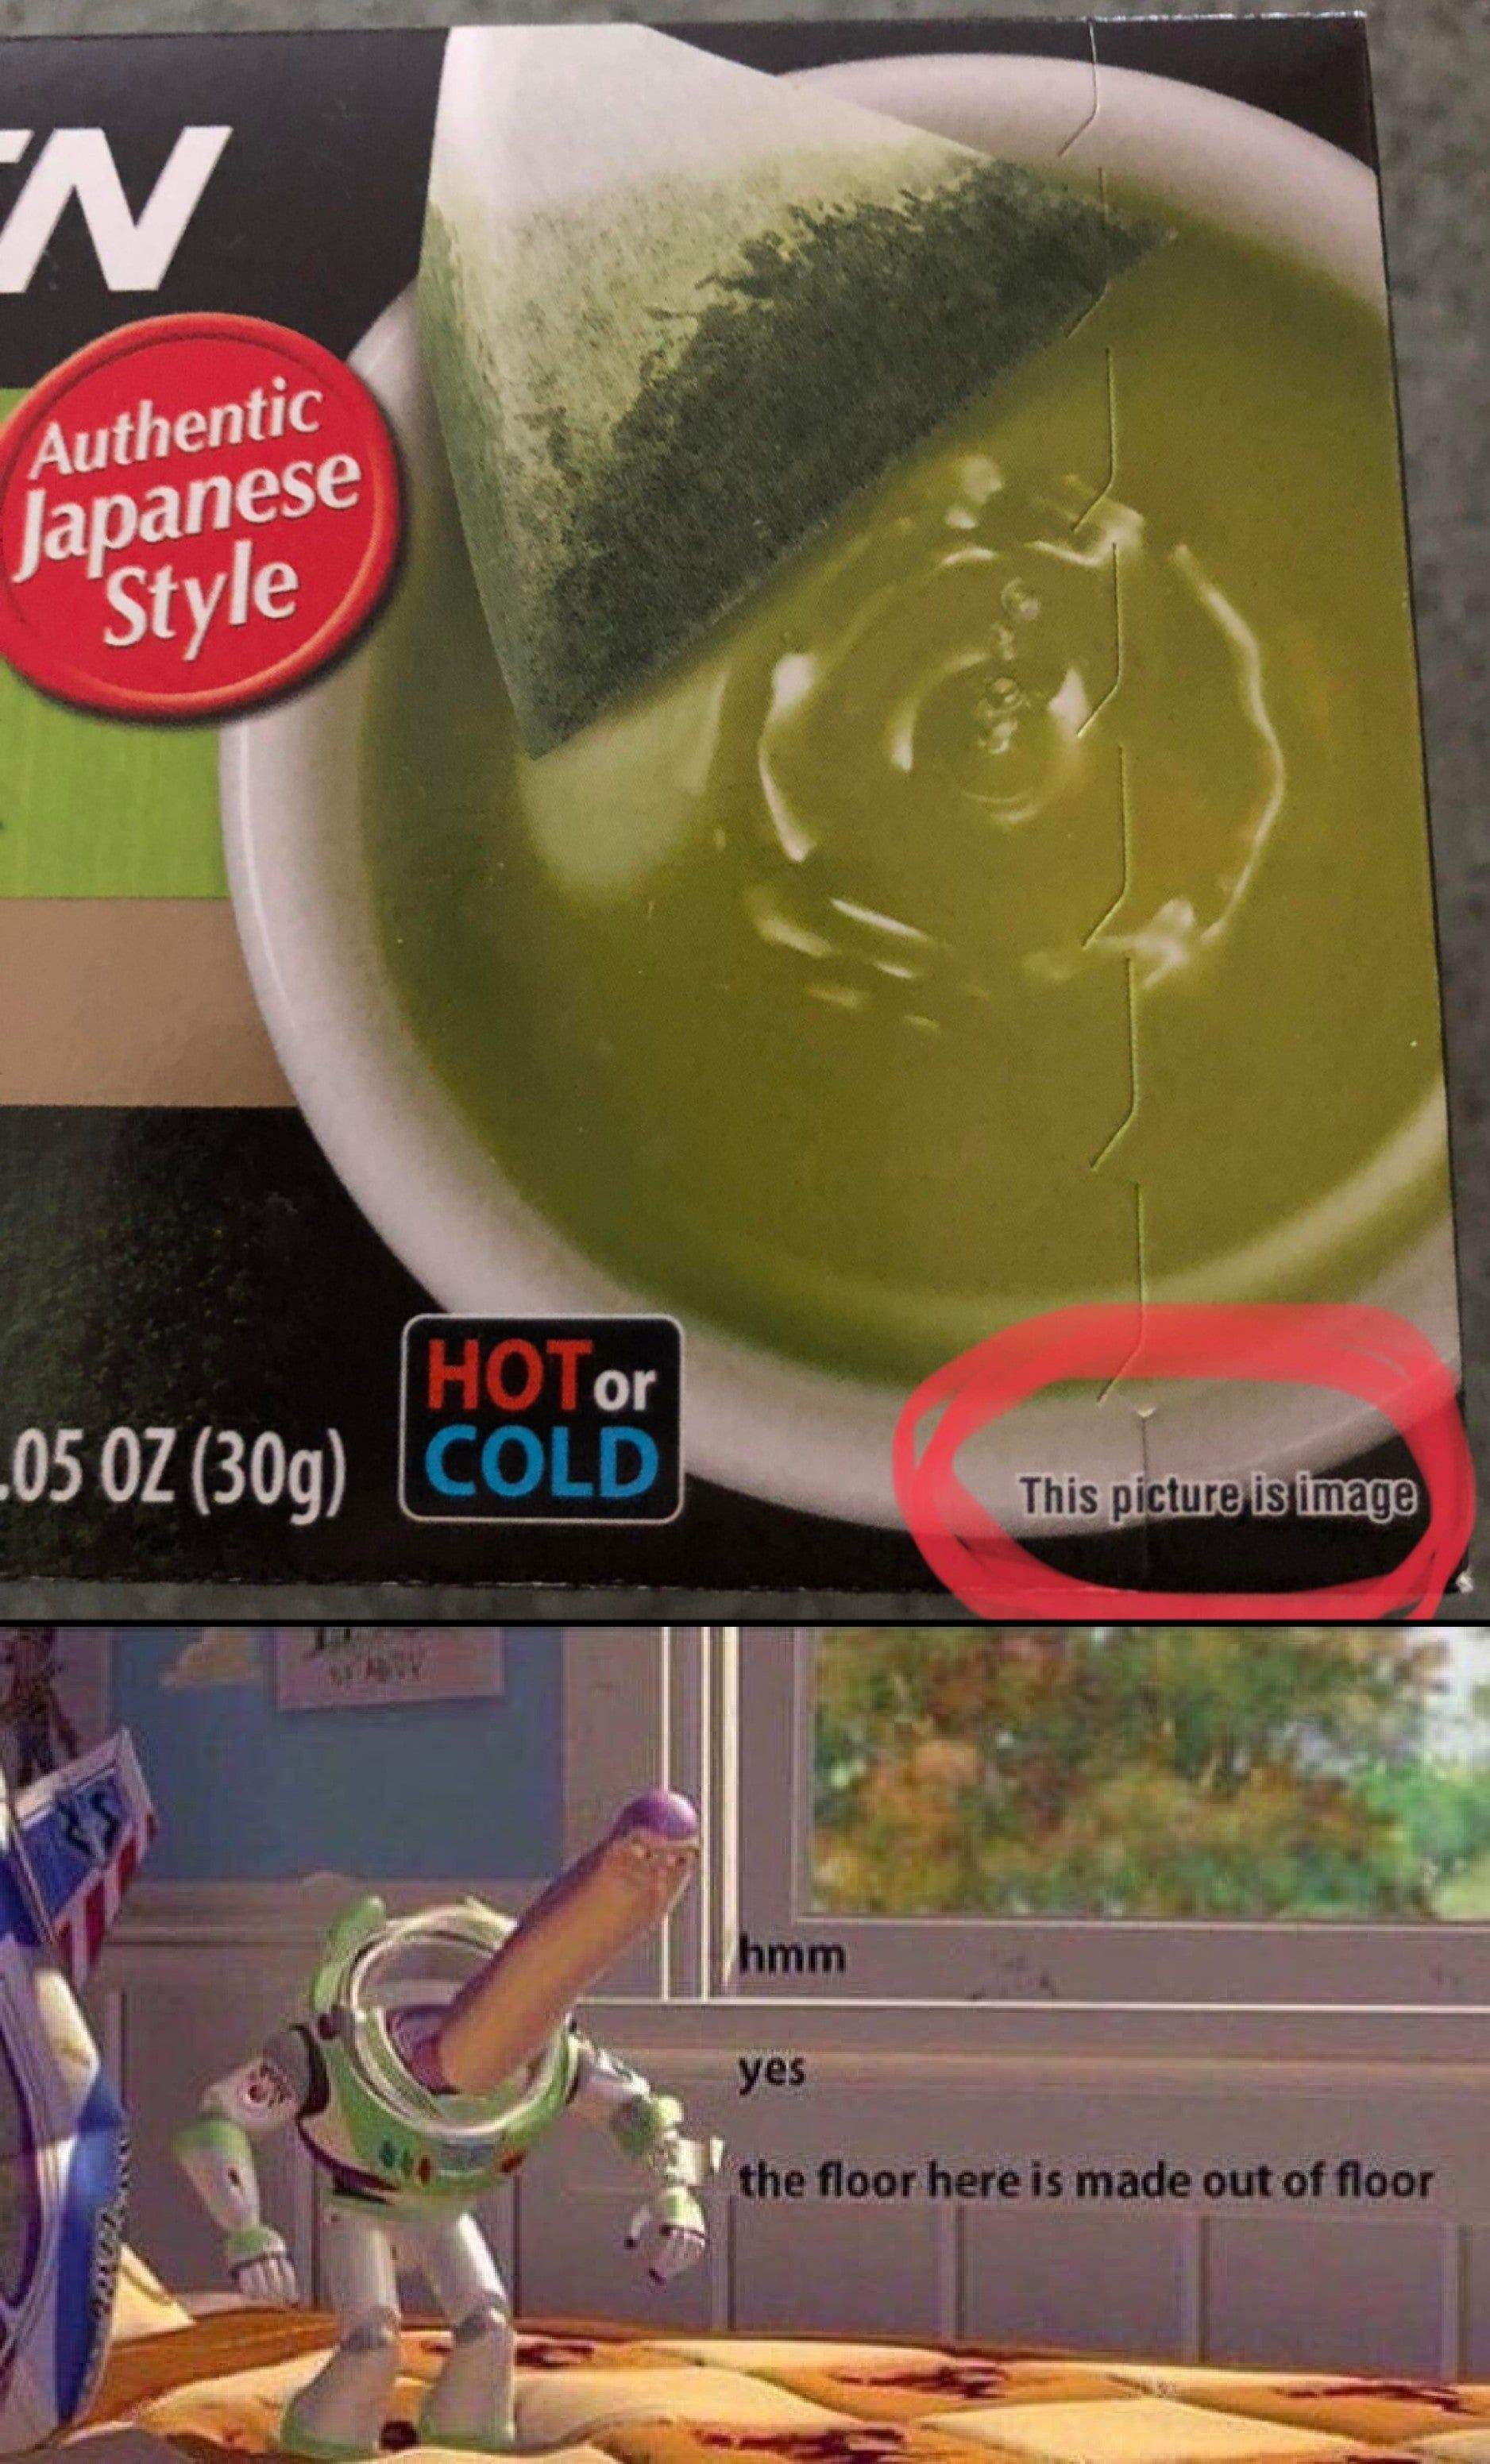 Authentic
Japanese
Style
.05 OZ (30g)
HOT or
COLD
This picture is image
hmm
yes
the floor here is made out of floor